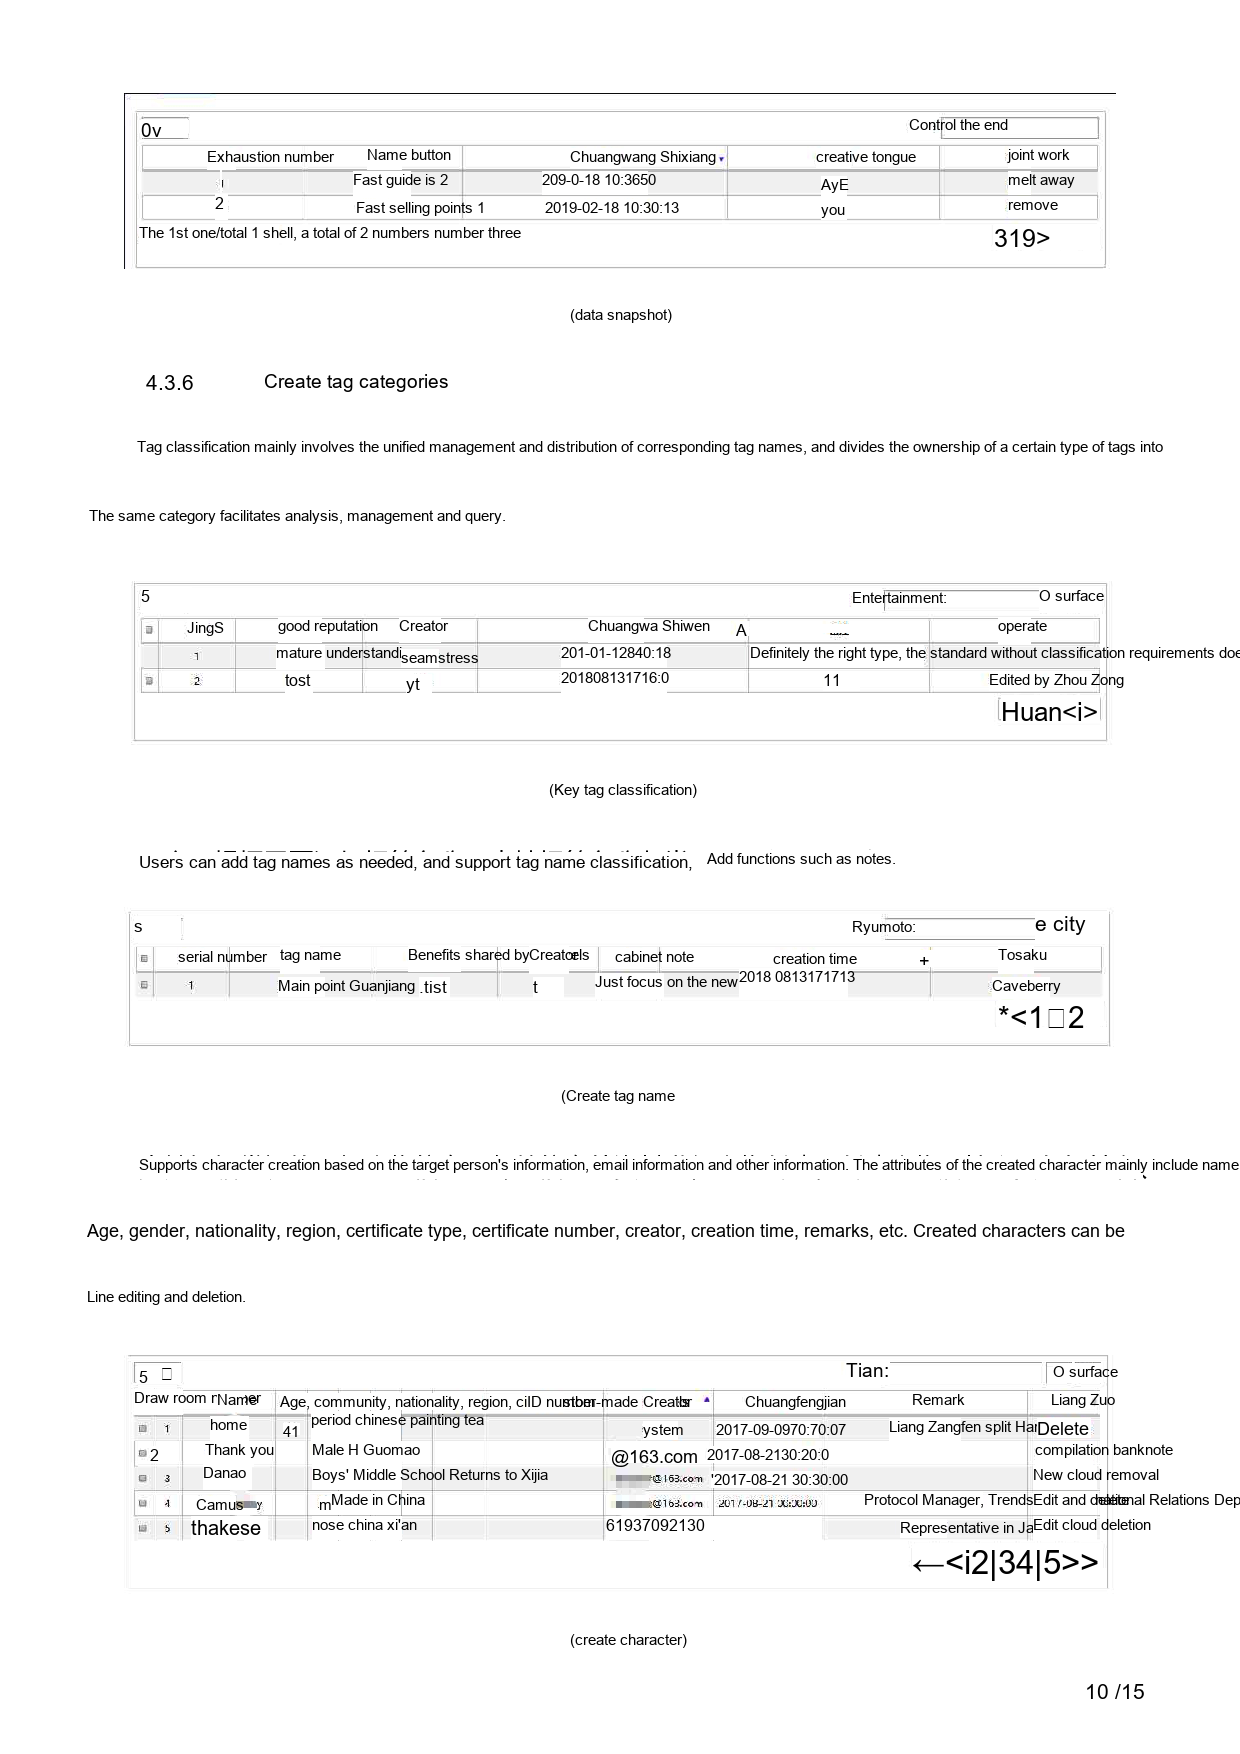 0v
Control the end
Exhaustion number Name button Chuangwang Shixiang creative tongue joint work
1 Fast guide is 2 209-0-18 10:3650 AyE melt away
2 Fast selling points 1 2019-02-18 10:30:13 you remove
The 1st one/total 1 shell, a total of 2 numbers number three 319>
(data snapshot)
4.3.6 Create tag categories
Tag classification mainly involves the unified management and distribution of corresponding tag names, and divides the ownership of a certain type of tags into
The same category facilitates analysis, management and query.
5 Entertainment: O surface
JingS good reputation Creator Chuangwa Shiwen A operate
1 mature understandi seamstress 201-01-12840:18 Definitely the right type, the standard without classification requirements doe
2 tost yt 201808131716:0 11 Edited by Zhou Zong
Huan<i>
(Key tag classification)
Users can add tag names as needed, and support tag name classification, Add functions such as notes.
s Ryumoto: e city
serial number tag name Benefits shared by Creator els cabinet note creation time + Tosaku
1 Main point Guanjiang .tist t Just focus on the new 2018 0813171713 Caveberry
*<1□2
(Create tag name
Supports character creation based on the target person's information, email information and other information. The attributes of the created character mainly include name
Age, gender, nationality, region, certificate type, certificate number, creator, creation time, remarks, etc. Created characters can be
Line editing and deletion.
5 □ Tian: O surface
Draw room Name Age, community, nationality, region, ci ID number -made Creator Chuangfengjian Remark Liang Zuo
1 home 41 period chinese painting tea ystem 2017-09-0970:70:07 Liang Zangfen split Ha Delete
2 Thank you Male H Guomao @163.com 2017-08-2130:20:0 compilation banknote
3 Danao Boys' Middle School Returns to Xijia @163.com '2017-08-21 30:30:00 New cloud removal
4 Camus y m Made in China @163.com 2017-08-21 00:00:00 Protocol Manager, Trends Edit and delete national Relations Dep
5 thakese nose china xi'an 61937092130 Representative in Ja Edit cloud deletion
←<i2|34|5>>
(create character)
10 /15